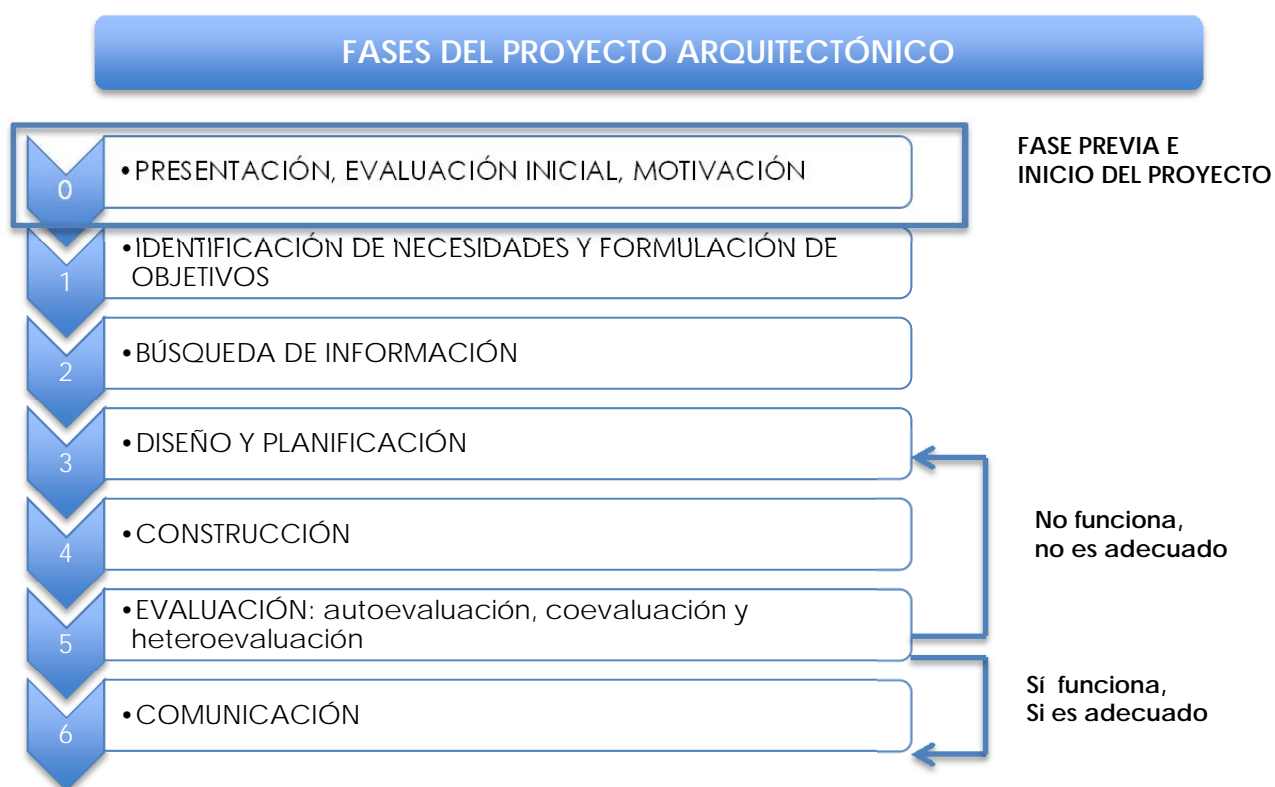 FASES DEL PROYECTO ARQUITECTÓNICO
0
•PRESENTACIÓN, EVALUACIÓN INICIAL, MOTIVACIÓN
FASE PREVIA E
INICIO DEL PROYECTO
1
•IDENTIFICACIÓN DE NECESIDADES Y FORMULACIÓN DE
OBJETIVOS
2
•BÚSQUEDA DE INFORMACIÓN
3
•DISEÑO Y PLANIFICACIÓN
4
•CONSTRUCCIÓN
No funciona,
no es adecuado
5
•EVALUACIÓN: autoevaluación, coevaluación y
heteroevaluación
6
•COMUNICACIÓN
Sí funciona,
Si es adecuado